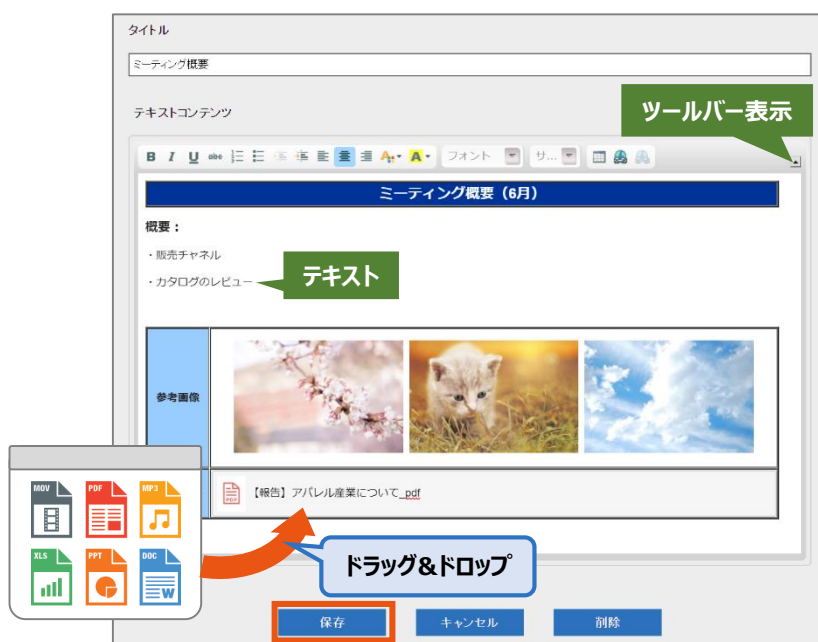 タイトル
ミーティング概要
テキストコンテンツ
ツールバー表示
B I U abc フォント サ...
ミーティング概要（6月）
概要：
・販売チャネル
・カタログのレビュー
テキスト
参考画像
【報告】アパレル産業について_pdf
MOV PDF MP3
XLS PPT DOC
ドラッグ&ドロップ
保存 キャンセル 削除